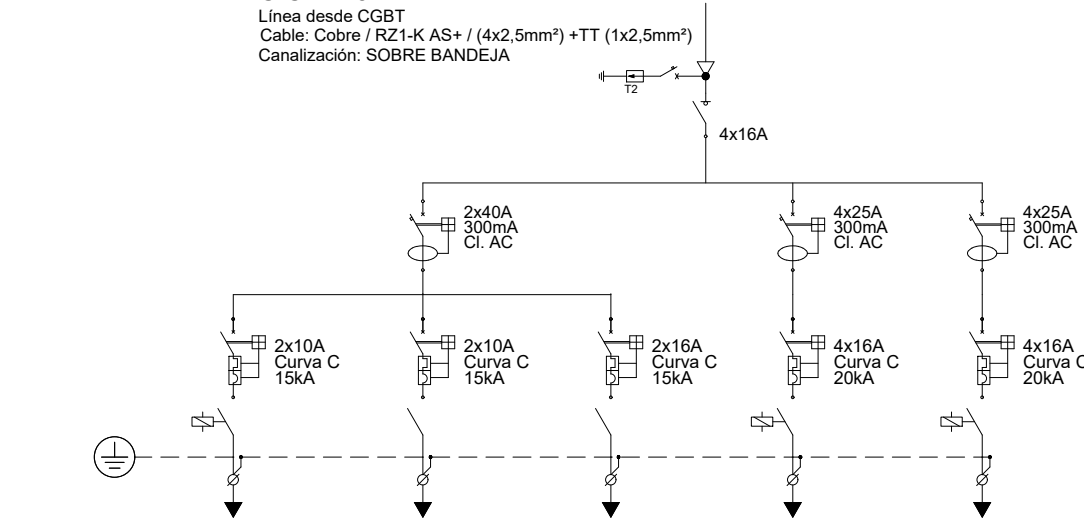 Línea desde CGBT
Cable: Cobre / RZ1-K AS+ / (4x2,5mm²) +TT (1x2,5mm²)
Canalización: SOBRE BANDEJA
T2
4x16A
2x40A
300mA
Cl. AC
4x25A
300mA
Cl. AC
4x25A
300mA
Cl. AC
2x10A
Curva C
15kA
2x10A
Curva C
15kA
2x16A
Curva C
15kA
4x16A
Curva C
20kA
4x16A
Curva C
20kA